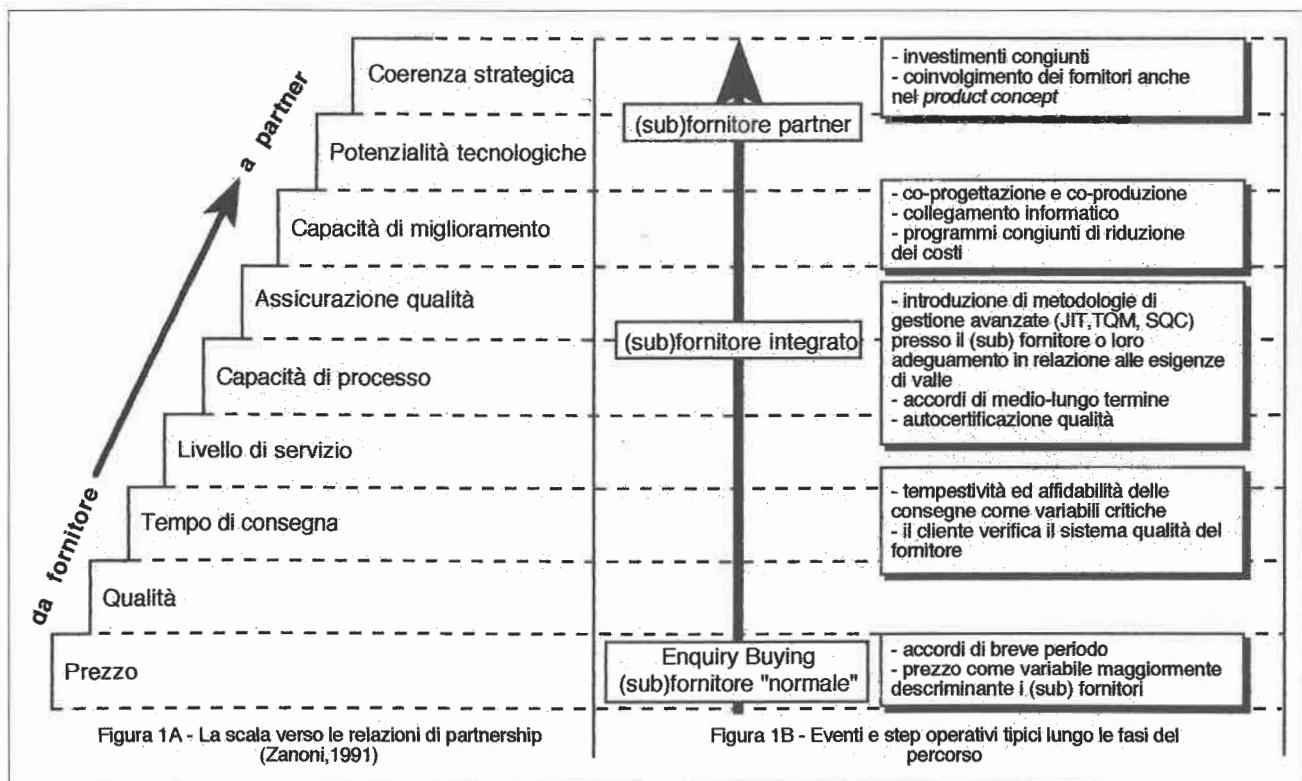 da fornitore a partner
Coerenza strategica
Potenzialità tecnologiche
Capacità di miglioramento
Assicurazione qualità
Capacità di processo
Livello di servizio
Tempo di consegna
Qualità
Prezzo
Figura 1A - La scala verso le relazioni di partnership
(Zanoni,1991)
(sub)fornitore partner
(sub)fornitore integrato
Enquiry Buying
(sub)fornitore "normale"
- investimenti congiunti
- coinvolgimento dei fornitori anche
nel product concept
- co-progettazione e co-produzione
- collegamento informatico
- programmi congiunti di riduzione
dei costi
- introduzione di metodologie di
gestione avanzate (JIT,TQM, SQC)
presso il (sub) fornitore o loro
adeguamento in relazione alle esigenze
di valle
- accordi di medio-lungo termine
- autocertificazione qualità
- tempestività ed affidabilità delle
consegne come variabili critiche
- il cliente verifica il sistema qualità del
fornitore
- accordi di breve periodo
- prezzo come variabile maggiormente
descriminante i (sub) fornitori
Figura 1B - Eventi e step operativi tipici lungo le fasi del
percorso